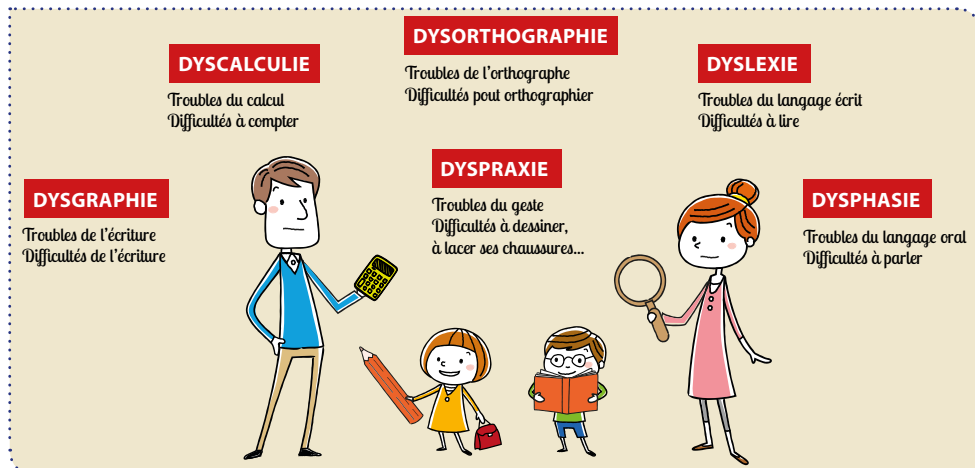 DYSORTHOGRAPHIE
Troubles de l'orthographe
Difficultés pout orthographier
DYSCALCULIE
Troubles du calcul
Difficultés à compter
DYSLEXIE
Troubles du langage écrit
Difficultés à lire
DYSGRAPHIE
Troubles de l'écriture
Difficultés de l'écriture
DYSPRAXIE
Troubles du geste
Difficultés à dessiner,
à lacer ses chaussures...
DYSPHASIE
Troubles du langage oral
Difficultés à parler